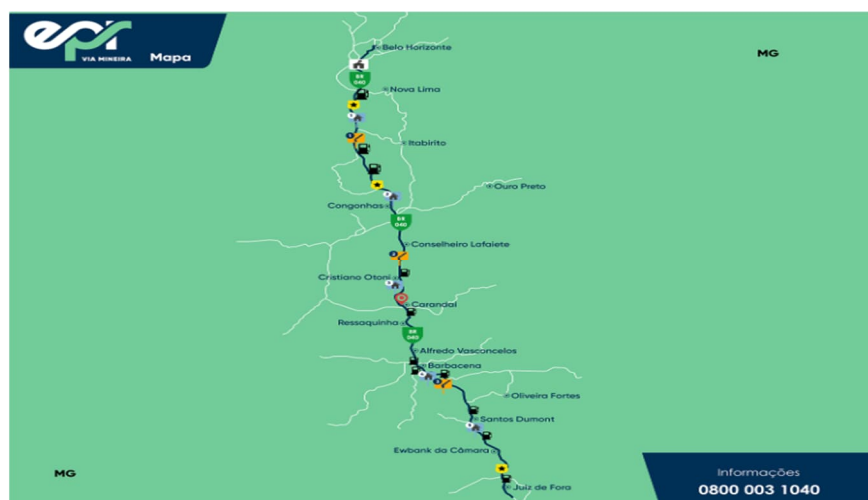 epr
VIA MINEIRA
Mapa
MG
Belo Horizonte
BR
040
Nova Lima
Itabirito
Ouro Preto
Congonhas
BR
040
Conselheiro Lafaiete
Cristiano Otoni
Carandaí
Ressaquinha
BR
040
Alfredo Vasconcelos
Barbacena
Oliveira Fortes
Santos Dumont
Ewbank da Câmara
Juiz de Fora
MG
Informações
0800 003 1040